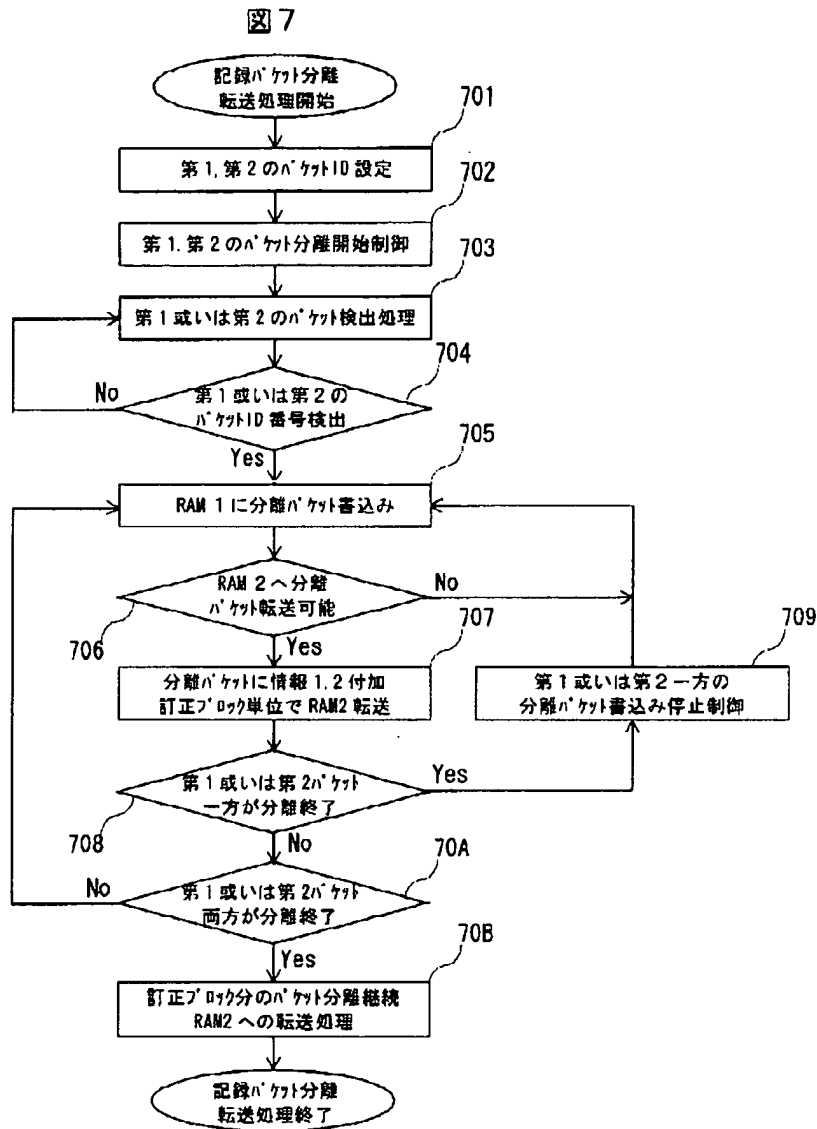 図7
記録パケット分離
転送処理開始
701
第1,第2のパケットID設定
702
第1,第2のパケット分離開始制御
703
第1或いは第2のパケット検出処理
704
第1或いは第2の
パケットID番号検出
No
Yes
705
RAM 1に分離パケット書込み
RAM 2へ分離
パケット転送可能
No
706
Yes
707
分離パケットに情報1,2付加
訂正ブロック単位でRAM2転送
709
第1或いは第2一方の
分離パケット書込み停止制御
第1或いは第2パケット
一方が分離終了
Yes
708
No
70A
第1或いは第2パケット
両方が分離終了
No
Yes
70B
訂正ブロック分のパケット分離継続
RAM2への転送処理
記録パケット分離
転送処理終了